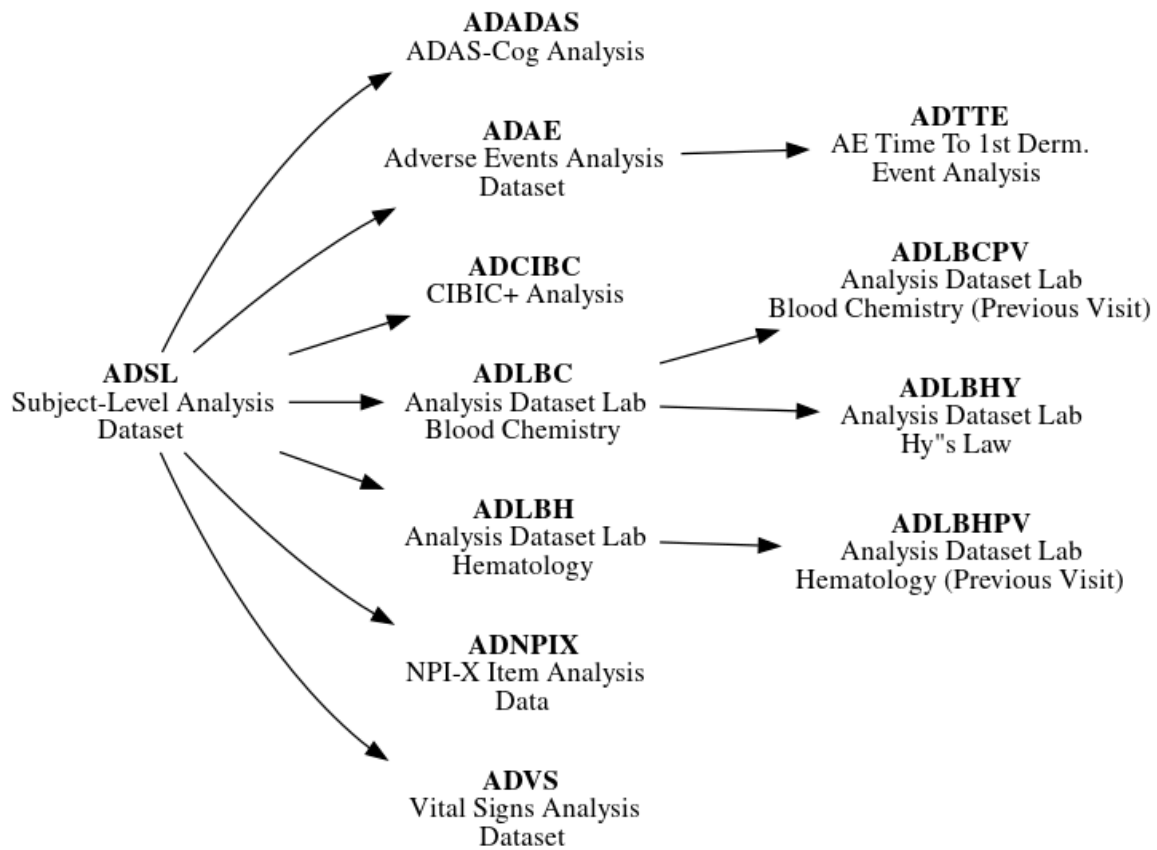 ADADAS
ADAS-Cog Analysis
ADAE
Adverse Events Analysis
Dataset
ADTTE
AE Time To 1st Derm.
Event Analysis
ADCIBC
CIBIC+ Analysis
ADLBCPV
Analysis Dataset Lab
Blood Chemistry (Previous Visit)
ADSL
Subject-Level Analysis
Dataset
ADLBC
Analysis Dataset Lab
Blood Chemistry
ADLBHY
Analysis Dataset Lab
Hy"s Law
ADLBH
Analysis Dataset Lab
Hematology
ADLBHPV
Analysis Dataset Lab
Hematology (Previous Visit)
ADNPIX
NPI-X Item Analysis
Data
ADVS
Vital Signs Analysis
Dataset